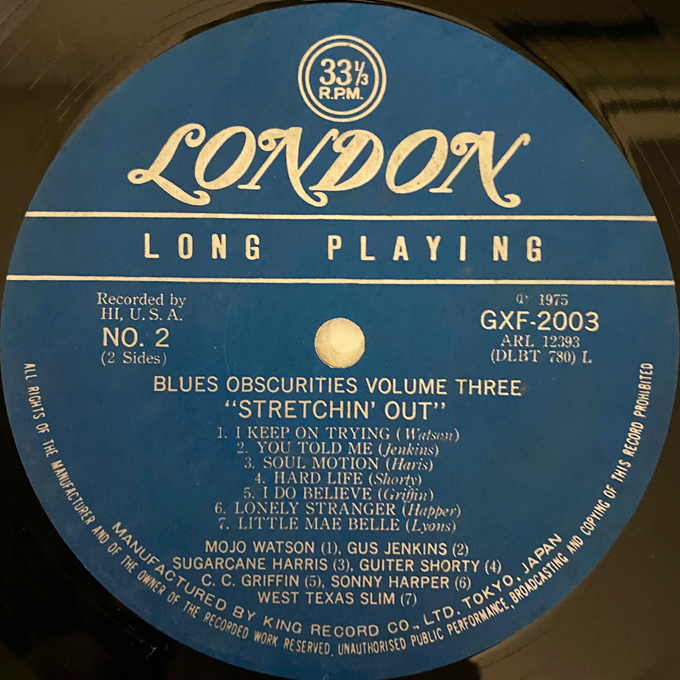 33⅓
R.P.M.
LONDON
LONG PLAYING
Recorded by
HI, U. S. A.
NO. 2
(2 Sides)
℗ 1975
GXF-2003
ARL 12393
(DLBT 780) L
BLUES OBSCURITIES VOLUME THREE
"STRETCHIN' OUT"
1. I KEEP ON TRYING (Watson)
2. YOU TOLD ME (Jenkins)
3. SOUL MOTION (Haris)
4. HARD LIFE (Shorty)
5. I DO BELIEVE (Griffin)
6. LONELY STRANGER (Happer)
7. LITTLE MAE BELLE (Lyons)
MOJO WATSON (1), GUS JENKINS (2)
SUGARCANE HARRIS (3), GUITER SHORTY (4)
C. C. GRIFFIN (5), SONNY HARPER (6)
WEST TEXAS SLIM (7)
MANUFACTURED BY KING RECORD CO., LTD. TOKYO, JAPAN
ALL RIGHTS OF THE MANUFACTURER AND OF THE OWNER OF THE RECORDED WORK RESERVED. UNAUTHORISED PUBLIC PERFORMANCE, BROADCASTING AND COPYING OF THIS RECORD PROHIBITED